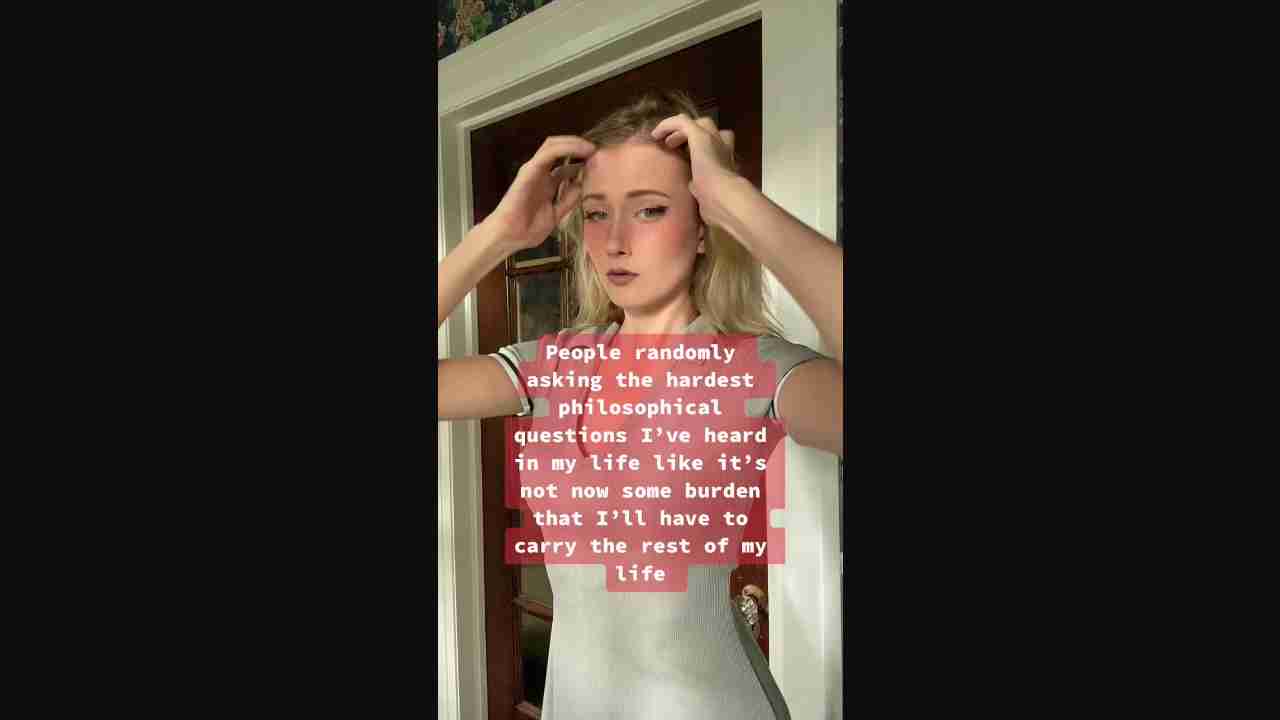 People randomly
asking the hardest
philosophical
questions I’ve heard
in my life like it’s
not now some burden
that I’ll have to
carry the rest of my
life